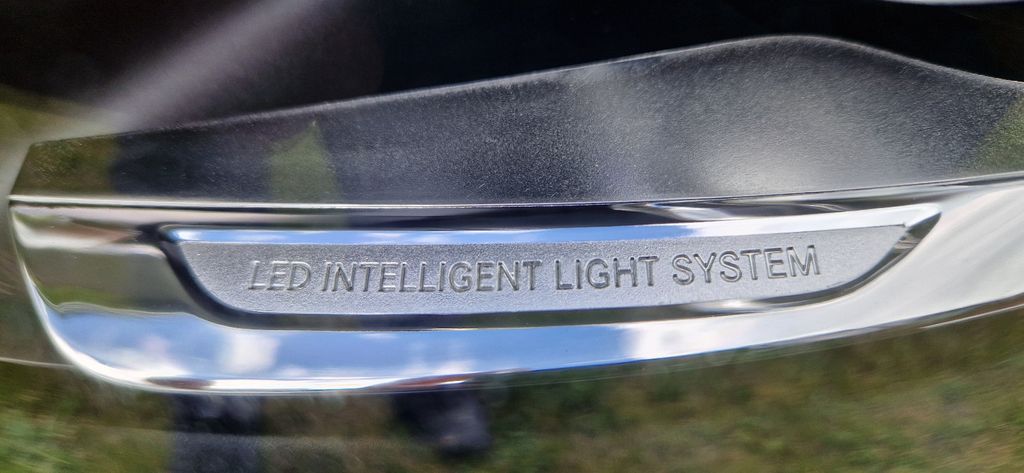 LED INTELLIGENT LIGHT SYSTEM